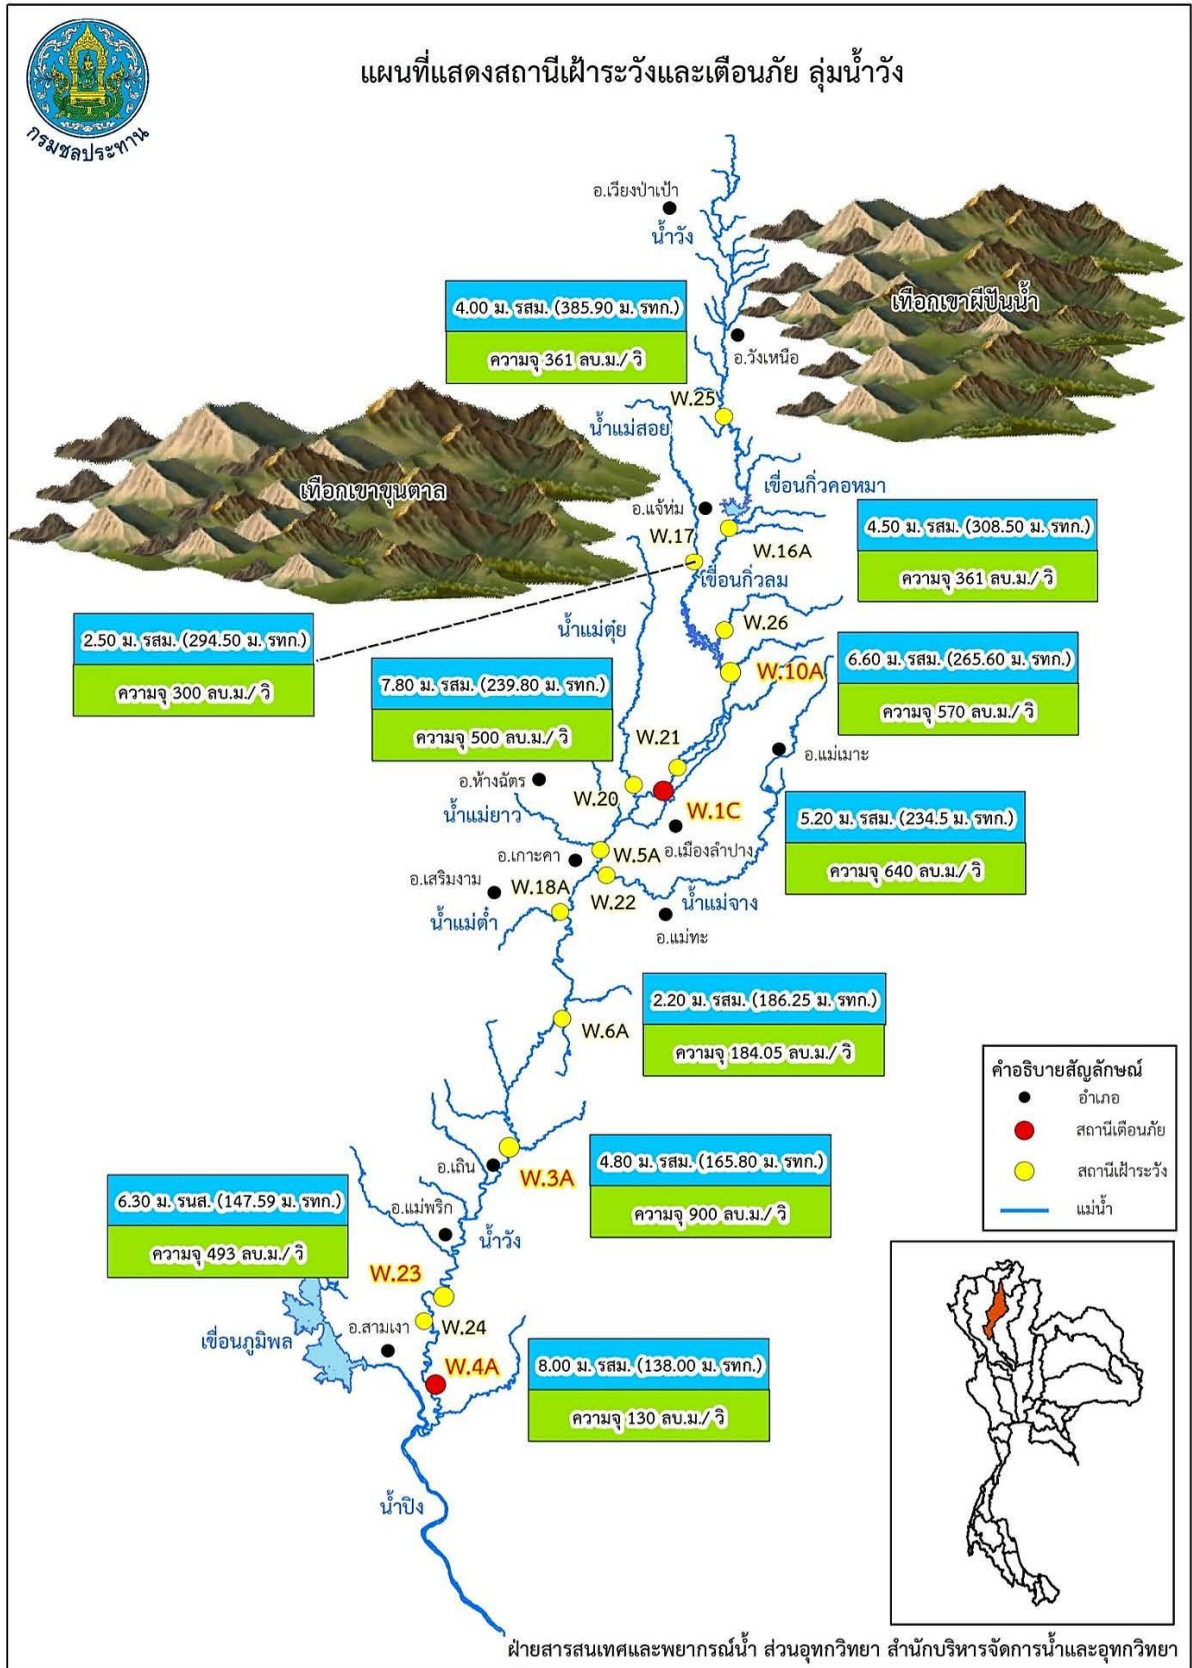 แผนที่แสดงสถานีเฝ้าระวังและเตือนภัย ลุ่มน้ำวัง
กรมชลประทาน
อ.เวียงป่าเป้า
น้ำวัง
4.00 ม. รสม. (385.90 ม. รทก.)
ความจุ 361 ลบ.ม./ วิ
เทือกเขาผีปันน้ำ
อ.วังเหนือ
W.25
น้ำแม่สอย
เทือกเขาขุนตาล
เขื่อนกิ่วคอหมา
อ.แจ้ห่ม
W.17
W.16A
4.50 ม. รสม. (308.50 ม. รทก.)
ความจุ 361 ลบ.ม./ วิ
เขื่อนกิ่วลม
2.50 ม. รสม. (294.50 ม. รทก.)
ความจุ 300 ลบ.ม./ วิ
น้ำแม่ตุ๋ย
W.26
W.10A
6.60 ม. รสม. (265.60 ม. รทก.)
ความจุ 570 ลบ.ม./ วิ
7.80 ม. รสม. (239.80 ม. รทก.)
ความจุ 500 ลบ.ม./ วิ
W.21
อ.แม่เมาะ
อ.ห้างฉัตร
W.20
W.1C
น้ำแม่ยาว
5.20 ม. รสม. (234.5 ม. รทก.)
ความจุ 640 ลบ.ม./ วิ
อ.เมืองลำปาง
W.5A
อ.เกาะคา
อ.เสริมงาม
W.18A
W.22
น้ำแม่จาง
น้ำแม่ต๋ำ
อ.แม่ทะ
2.20 ม. รสม. (186.25 ม. รทก.)
ความจุ 184.05 ลบ.ม./ วิ
W.6A
คำอธิบายสัญลักษณ์
อำเภอ
สถานีเตือนภัย
สถานีเฝ้าระวัง
แม่น้ำ
อ.เถิน
W.3A
4.80 ม. รสม. (165.80 ม. รทก.)
ความจุ 900 ลบ.ม./ วิ
6.30 ม. รนส. (147.59 ม. รทก.)
ความจุ 493 ลบ.ม./ วิ
อ.แม่พริก
น้ำวัง
W.23
W.24
อ.สามเงา
เขื่อนภูมิพล
W.4A
8.00 ม. รสม. (138.00 ม. รทก.)
ความจุ 130 ลบ.ม./ วิ
น้ำปิง
ฝ่ายสารสนเทศและพยากรณ์น้ำ ส่วนอุทกวิทยา สำนักบริหารจัดการน้ำและอุทกวิทยา